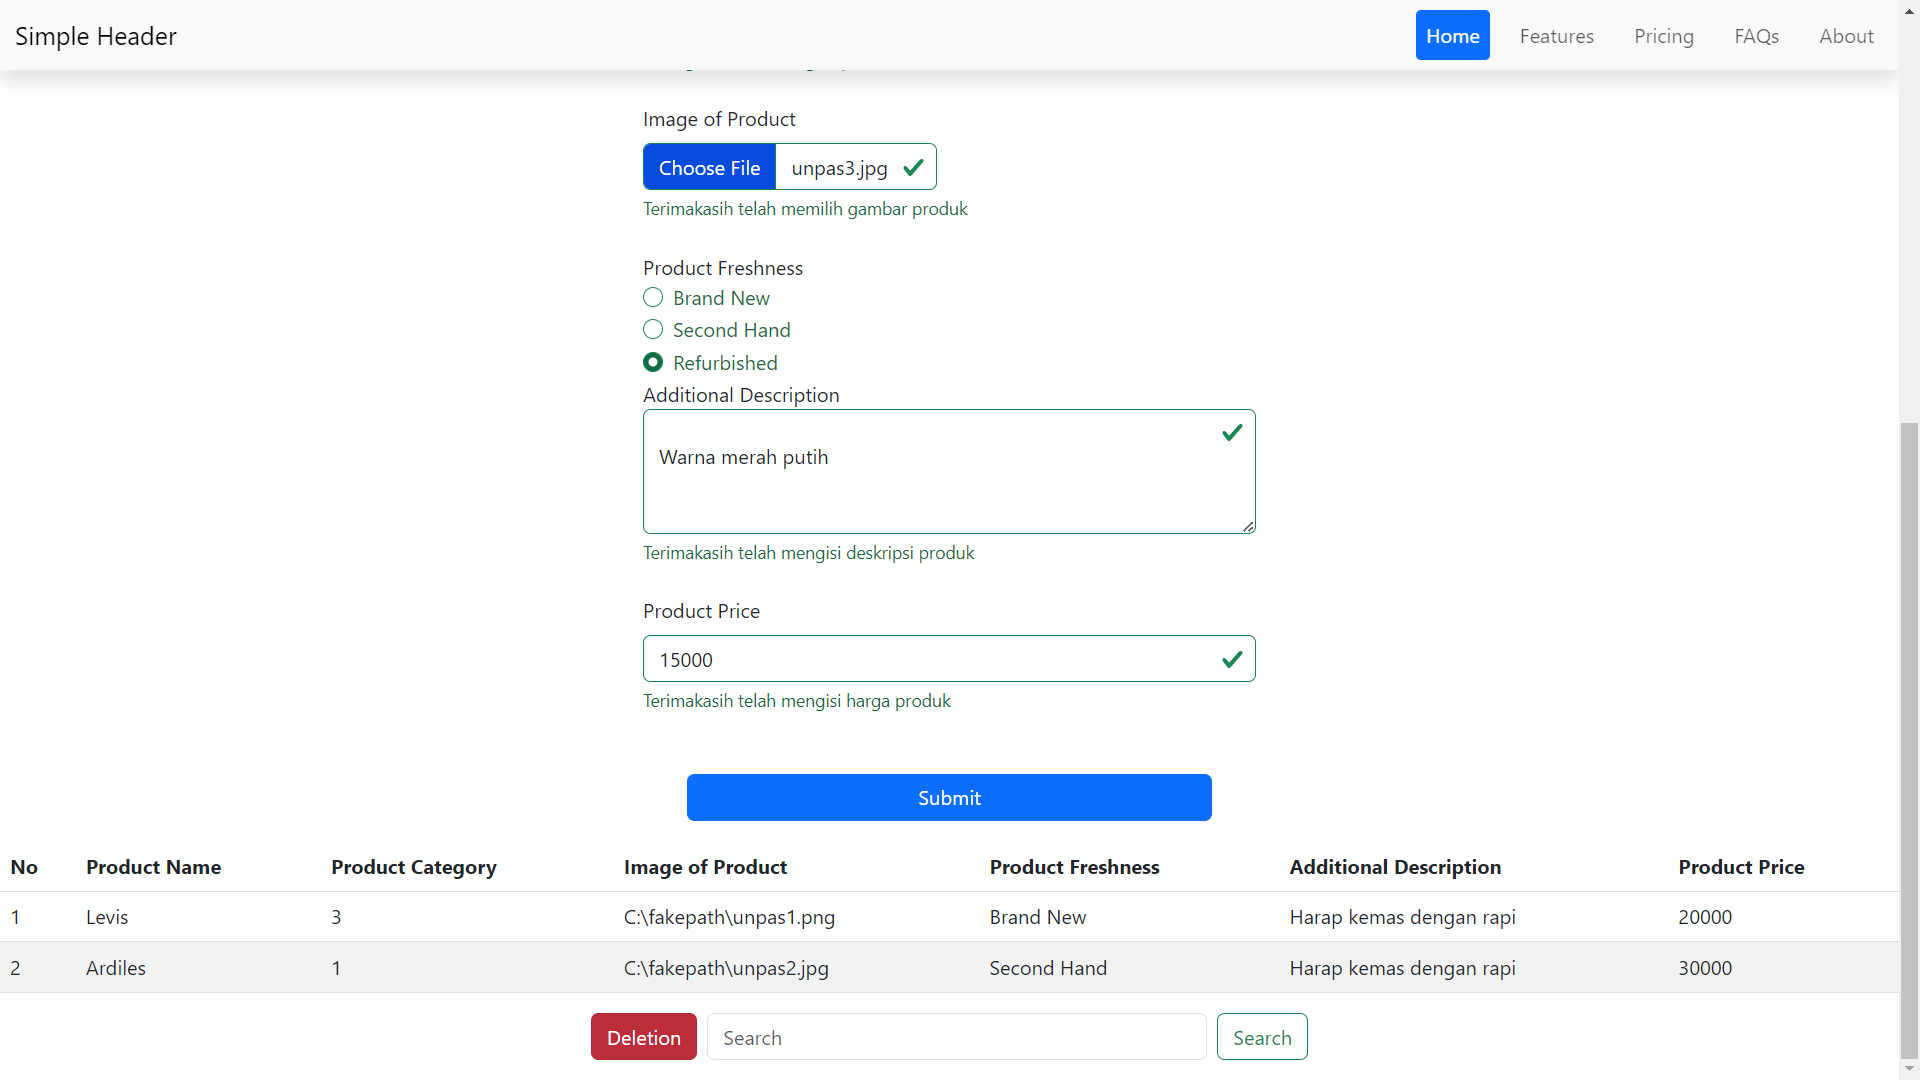 Simple Header Home Features Pricing FAQs About
Image of Product
Choose File unpas3.jpg
Terimakasih telah memilih gambar produk
Product Freshness
Brand New
Second Hand
Refurbished
Additional Description
Warna merah putih
Terimakasih telah mengisi deskripsi produk
Product Price
15000
Terimakasih telah mengisi harga produk
Submit
No Product Name Product Category Image of Product Product Freshness Additional Description Product Price
1 Levis 3 C:\fakepath\unpas1.png Brand New Harap kemas dengan rapi 20000
2 Ardiles 1 C:\fakepath\unpas2.jpg Second Hand Harap kemas dengan rapi 30000
Deletion Search Search